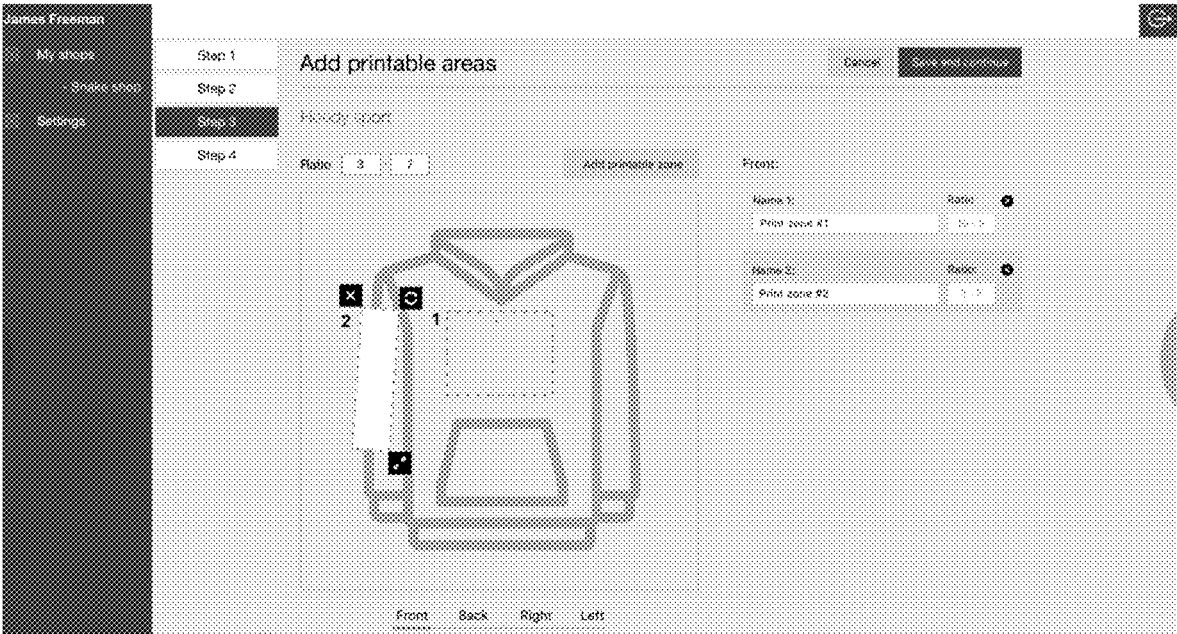 James Freeman
My shops
- Snake shop
Settings
Step 1
Step 2
Step 3
Step 4
Add printable areas
Cancel
Save and continue
Hoody sport
Ratio
3
7
Add printable zone
Front:
Name 1:
Ratio:
Print zone #1
Name 2:
Ratio:
Print zone #2
2
1
Front
Back
Right
Left